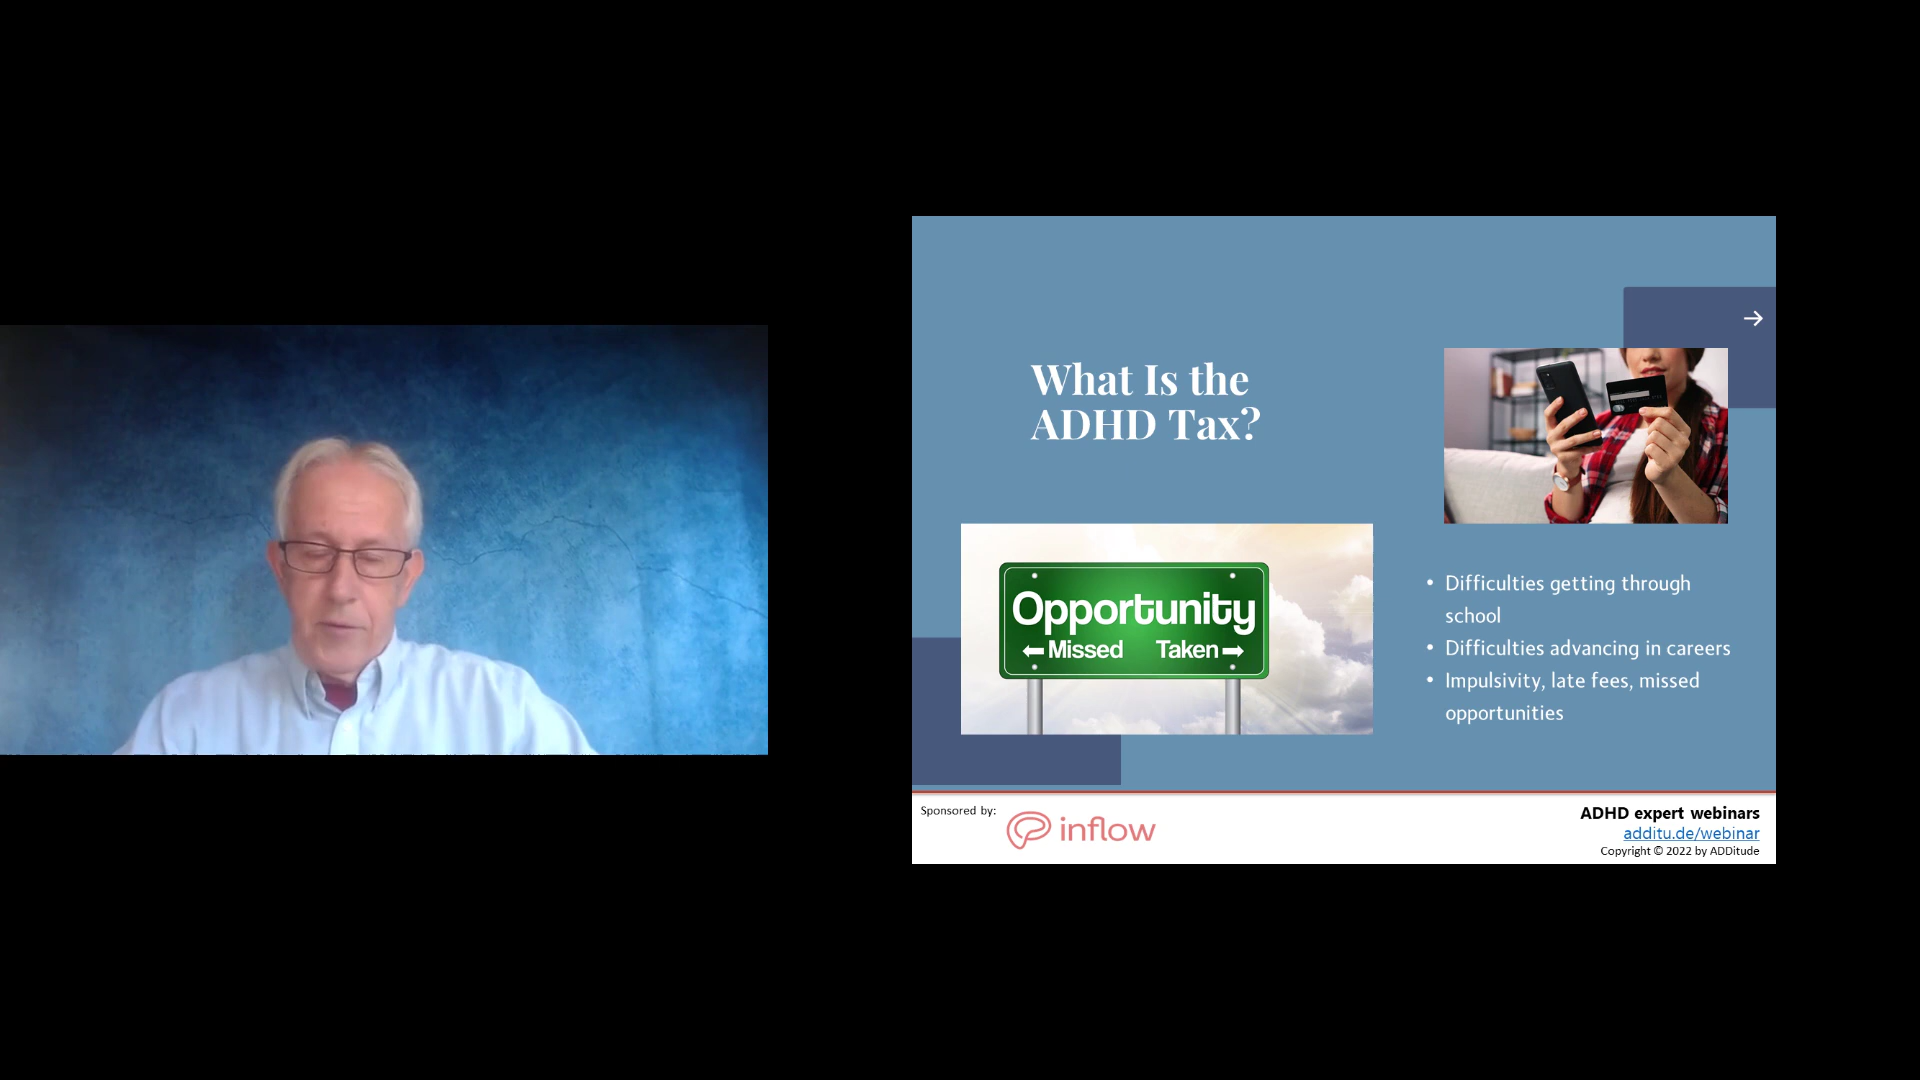 What Is the
ADHD Tax?
Opportunity
←Missed Taken→
• Difficulties getting through
school
• Difficulties advancing in careers
• Impulsivity, late fees, missed
opportunities
Sponsored by:
inflow
ADHD expert webinars
additu.de/webinar
Copyright © 2022 by ADDitude